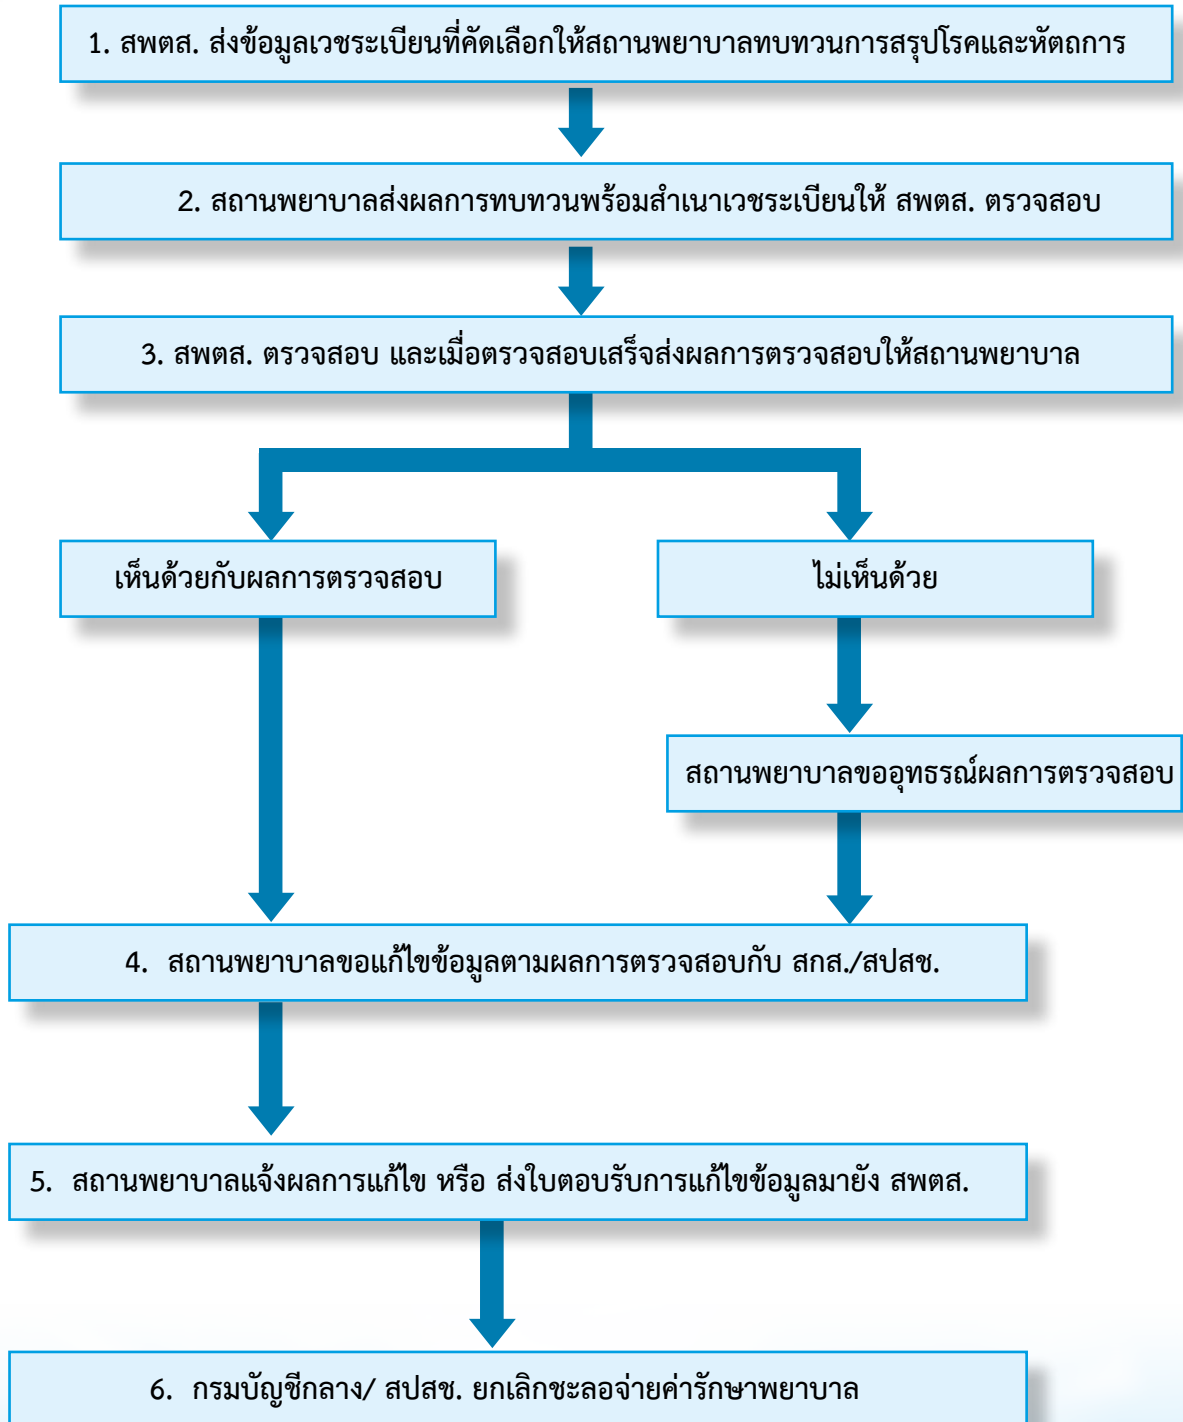 1. สพตส. ส่งข้อมูลเวชระเบียนที่คัดเลือกให้สถานพยาบาลทบทวนการสรุปโรคและหัตถการ
2. สถานพยาบาลส่งผลการทบทวนพร้อมสำเนาเวชระเบียนให้ สพตส. ตรวจสอบ
3. สพตส. ตรวจสอบ และเมื่อตรวจสอบเสร็จส่งผลการตรวจสอบให้สถานพยาบาล
เห็นด้วยกับผลการตรวจสอบ
ไม่เห็นด้วย
สถานพยาบาลขออุทธรณ์ผลการตรวจสอบ
4. สถานพยาบาลขอแก้ไขข้อมูลตามผลการตรวจสอบกับ สกส./สปสช.
5. สถานพยาบาลแจ้งผลการแก้ไข หรือ ส่งใบตอบรับการแก้ไขข้อมูลมายัง สพตส.
6. กรมบัญชีกลาง/ สปสช. ยกเลิกชะลอจ่ายค่ารักษาพยาบาล